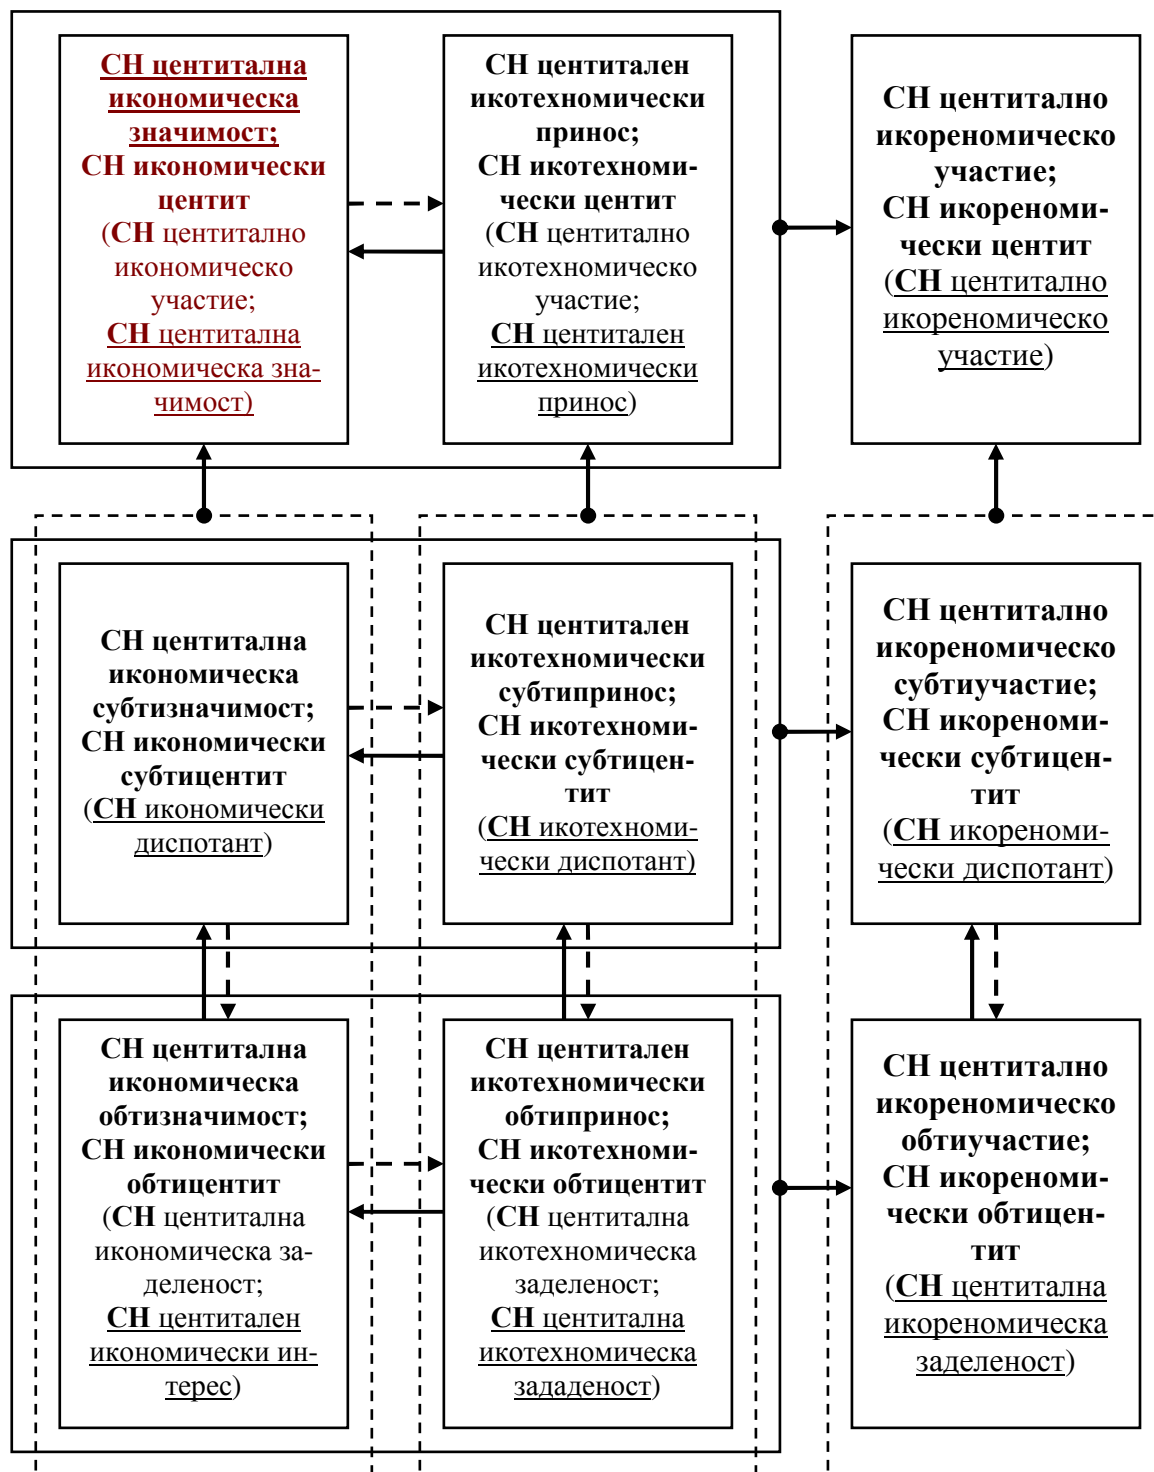 СН центитална
икономическа
значимост;
СН икономически
центит
(СН центитално
икономическо
участие;
СН центитална
икономическа зна-
чимост)
СН центитален
икотехномически
принос;
СН икотехноми-
чески центит
(СН центитално
икотехномическо
участие;
СН центитален
икотехномически
принос)
СН центитално
икореномическо
участие;
СН икореноми-
чески центит
(СН центитално
икореномическо
участие)
СН центитална
икономическа
субтизначимост;
СН икономически
субтицентит
(СН икономически
диспотант)
СН центитален
икотехномически
субтипринос;
СН икотехноми-
чески субтицен-
тит
(СН икотехноми-
чески диспотант)
СН центитално
икореномическо
субтиучастие;
СН икореноми-
чески субтицен-
тит
(СН икореноми-
чески диспотант)
СН центитална
икономическа
обтизначимост;
СН икономически
обтицентит
(СН центитална
икономическа за-
деленост;
СН центитален
икономически ин-
терес)
СН центитален
икотехномически
обтипринос;
СН икотехноми-
чески обтицентит
(СН центитална
икотехномическа
заделеност;
СН центитална
икотехномическа
зададеност)
СН центитално
икореномическо
обтиучастие;
СН икореноми-
чески обтицен-
тит
(СН центитална
икореномическа
заделеност)